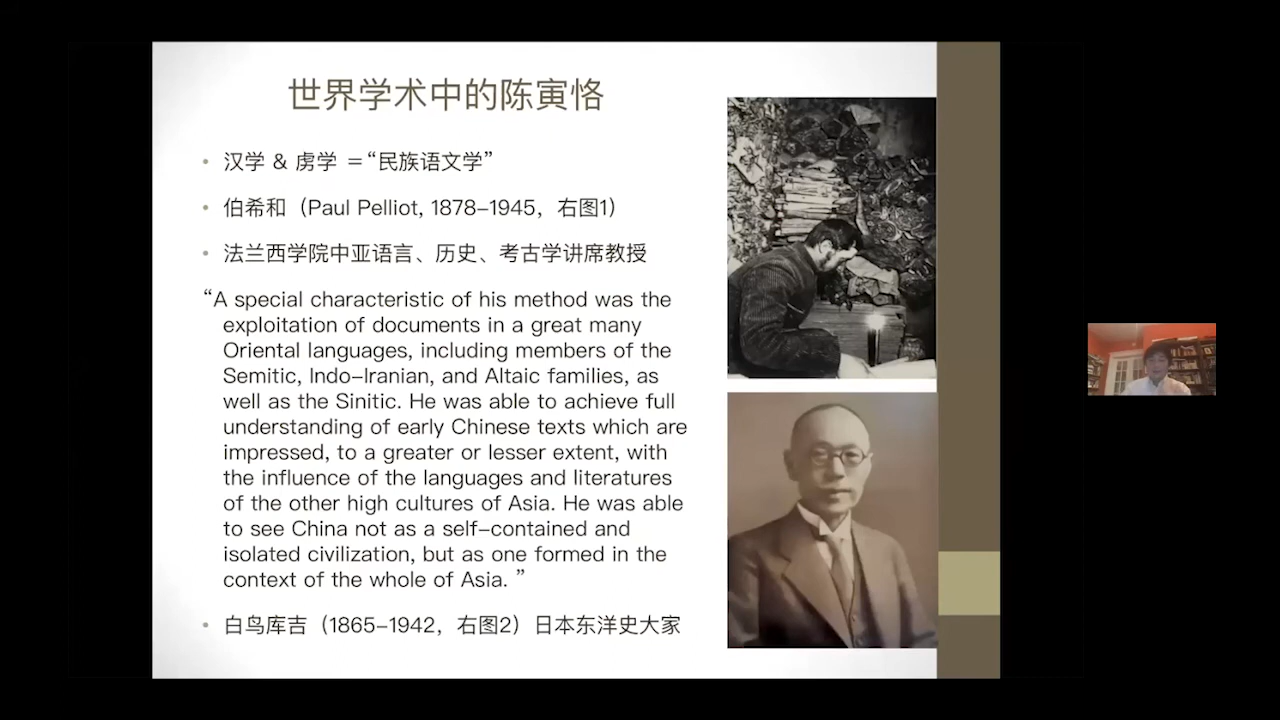 世界学术中的陈寅恪
• 汉学 & 虏学 ＝“民族语文学”
• 伯希和（Paul Pelliot, 1878–1945，右图1）
• 法兰西学院中亚语言、历史、考古学讲席教授
“A special characteristic of his method was the
exploitation of documents in a great many
Oriental languages, including members of the
Semitic, Indo–Iranian, and Altaic families, as
well as the Sinitic. He was able to achieve full
understanding of early Chinese texts which are
impressed, to a greater or lesser extent, with
the influence of the languages and literatures
of the other high cultures of Asia. He was able
to see China not as a self–contained and
isolated civilization, but as one formed in the
context of the whole of Asia. ”
• 白鸟库吉（1865–1942，右图2）日本东洋史大家